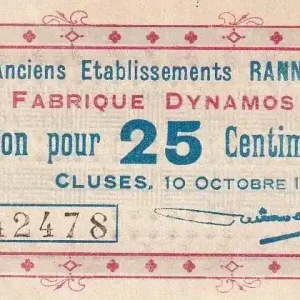 Anciens Etablissements RANN
FABRIQUE DYNAMOS
on pour 25 Centim
CLUSES, 10 OCTOBRE 1
42478